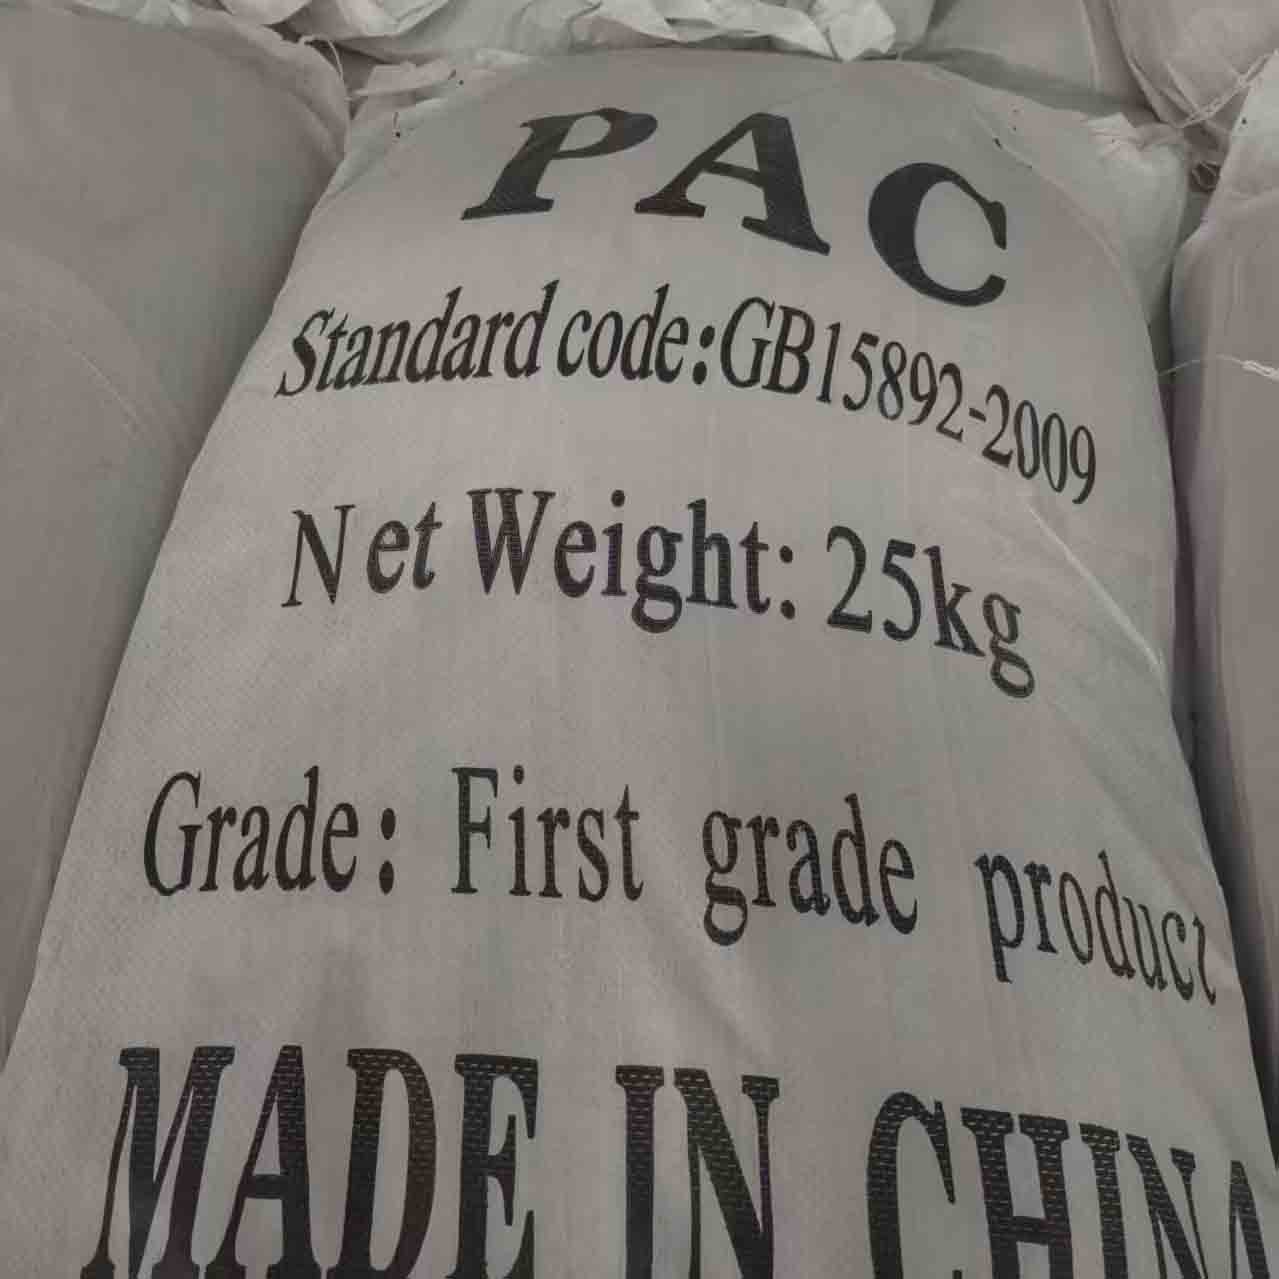 PAC
Standard code:GB15892-2009
Net Weight: 25kg
Grade: First grade product
MADE IN CHINA